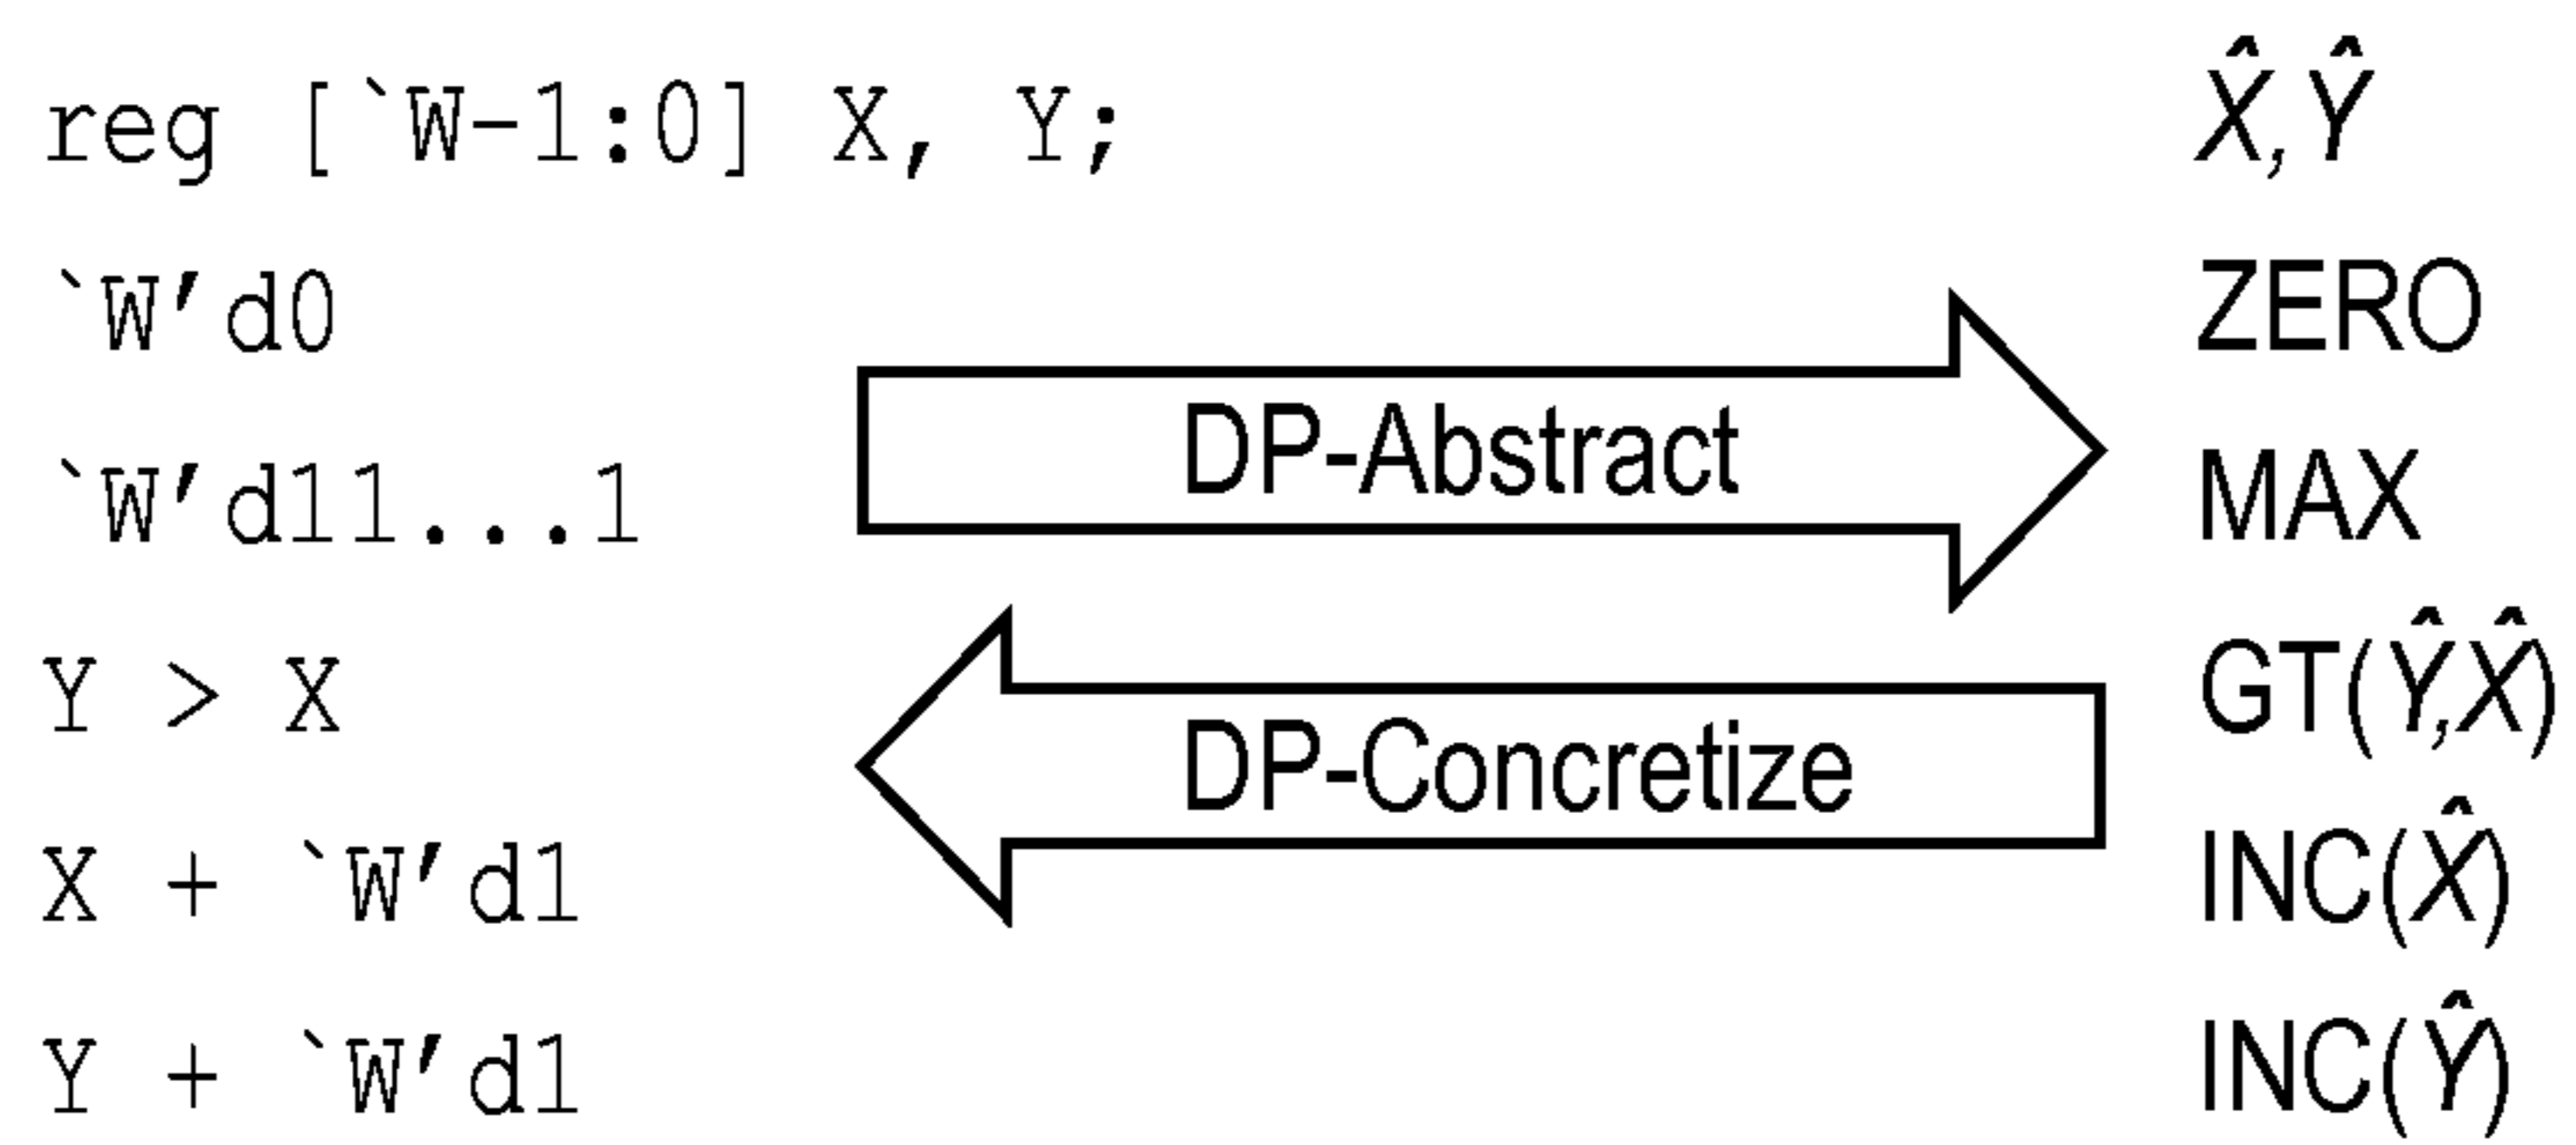 reg [`W-1:0] X, Y; X̂,Ŷ
`W'd0 ZERO
DP-Abstract
`W'd11...1 MAX
Y > X GT(Ŷ,X̂)
DP-Concretize
X + `W'd1 INC(X̂)
Y + `W'd1 INC(Ŷ)